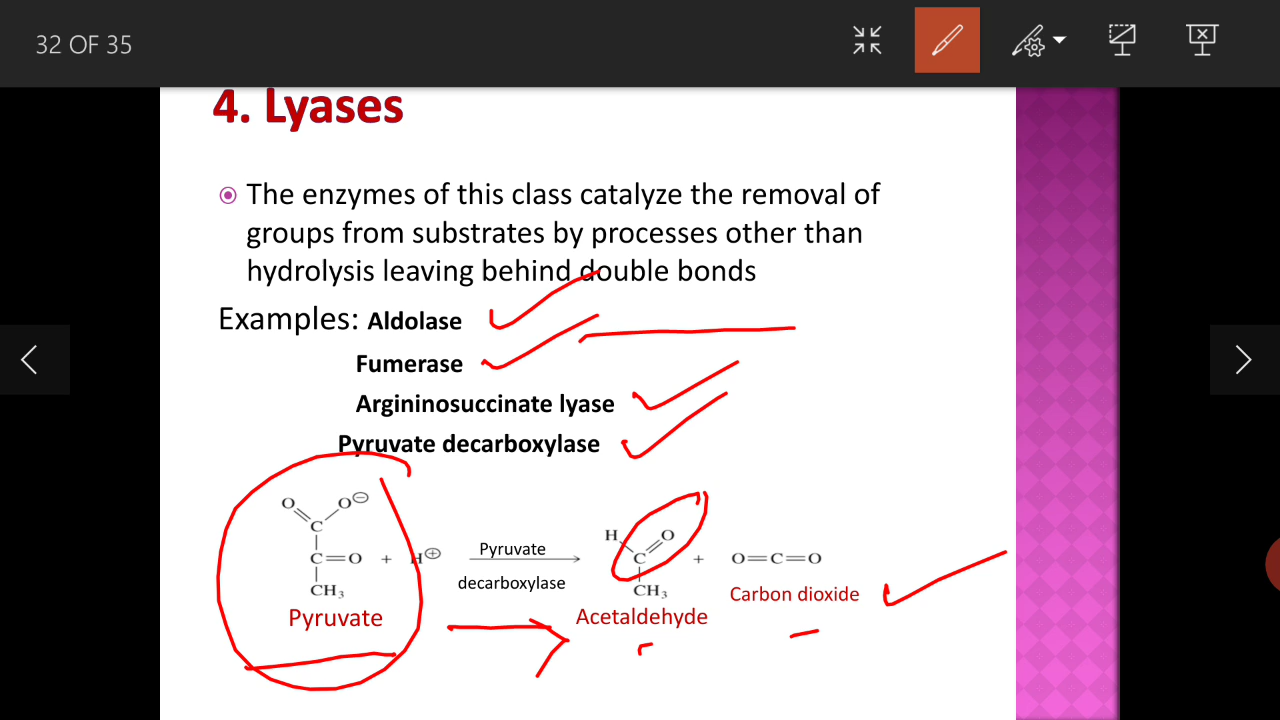 32 OF 35
4. Lyases
The enzymes of this class catalyze the removal of
groups from substrates by processes other than
hydrolysis leaving behind double bonds
Examples: Aldolase
Fumerase
Argininosuccinate lyase
Pyruvate decarboxylase
O O⊖
C
C=O + H⊕ Pyruvate decarboxylase
CH₃
Pyruvate
H O
C + O=C=O
CH₃
Acetaldehyde
Carbon dioxide